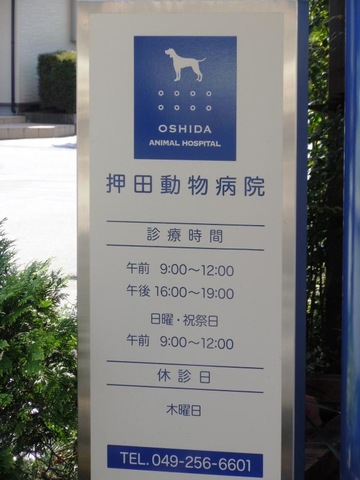 OSHIDA
ANIMAL HOSPITAL
押田動物病院
診療時間
午前 9:00〜12:00
午後 16:00〜19:00
日曜・祝祭日
午前 9:00〜12:00
休診日
木曜日
TEL. 049-256-6601